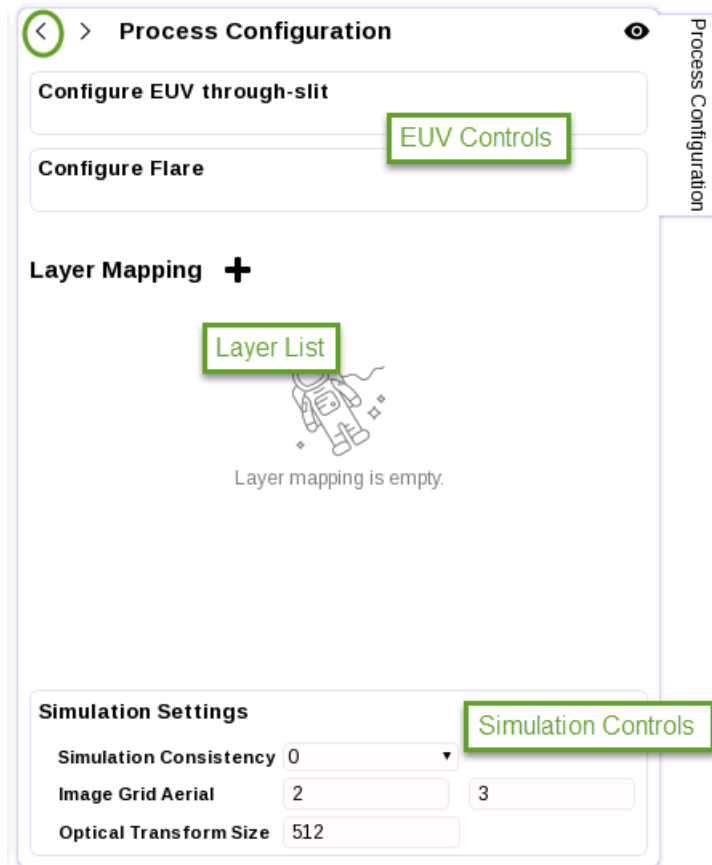 Process Configuration
Process Configuration
Configure EUV through-slit
EUV Controls
Configure Flare
Layer Mapping
Layer List
Layer mapping is empty.
Simulation Settings
Simulation Controls
Simulation Consistency 0
Image Grid Aerial 2 3
Optical Transform Size 512